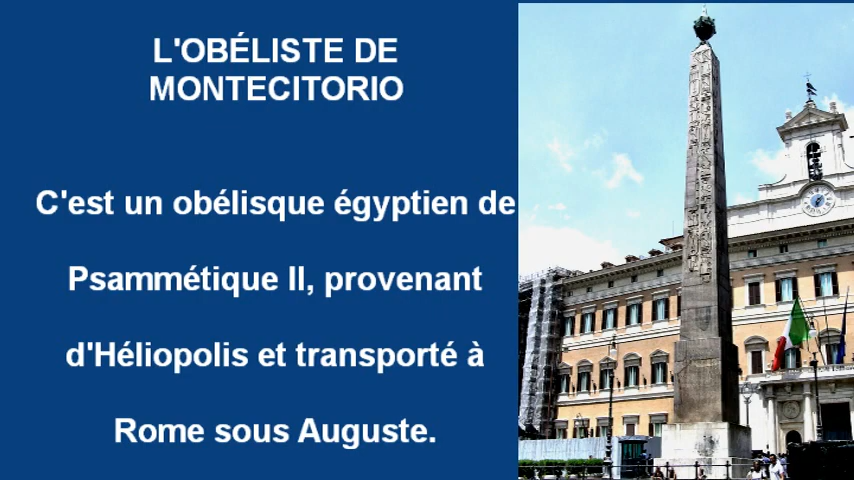 L'OBÉLISTE DE
MONTECITORIO
C'est un obélisque égyptien de
Psammétique II, provenant
d'Héliopolis et transporté à
Rome sous Auguste.